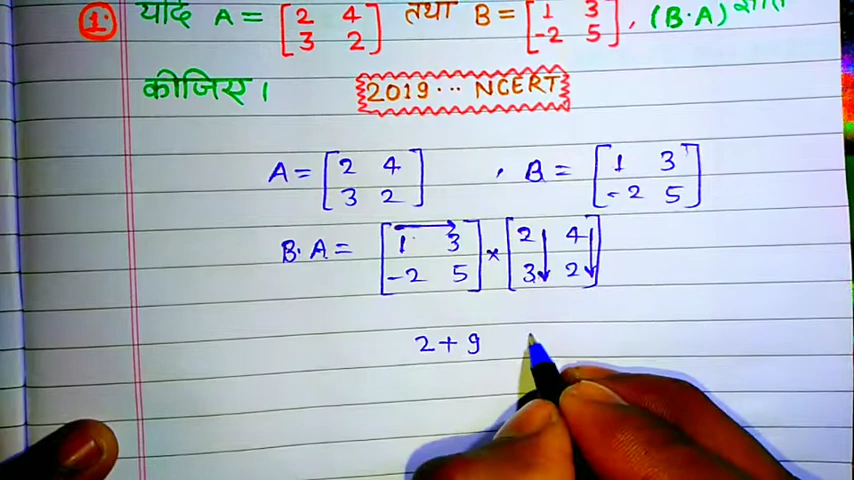 1. यदि A = [2 4 3 2] तथा B = [1 3 -2 5], (B.A) ज्ञात
कीजिए।
2019... NCERT
A = [2 4 3 2] , B = [1 3 -2 5]
B.A = [1 3 -2 5] × [2 4 3 2]
2 + 9